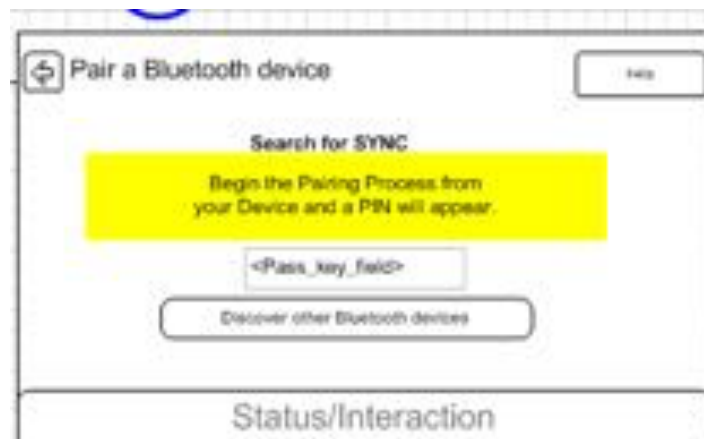 Pair a Bluetooth device
Help
Search for SYNC
Begin the Pairing Process from
your Device and a PIN will appear.
<Pass_key_field>
Discover other Bluetooth devices
Status/Interaction